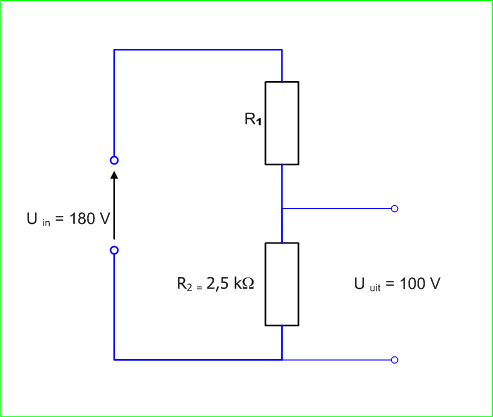 R₁
U in = 180 V
R₂ = 2,5 kΩ
U uit = 100 V